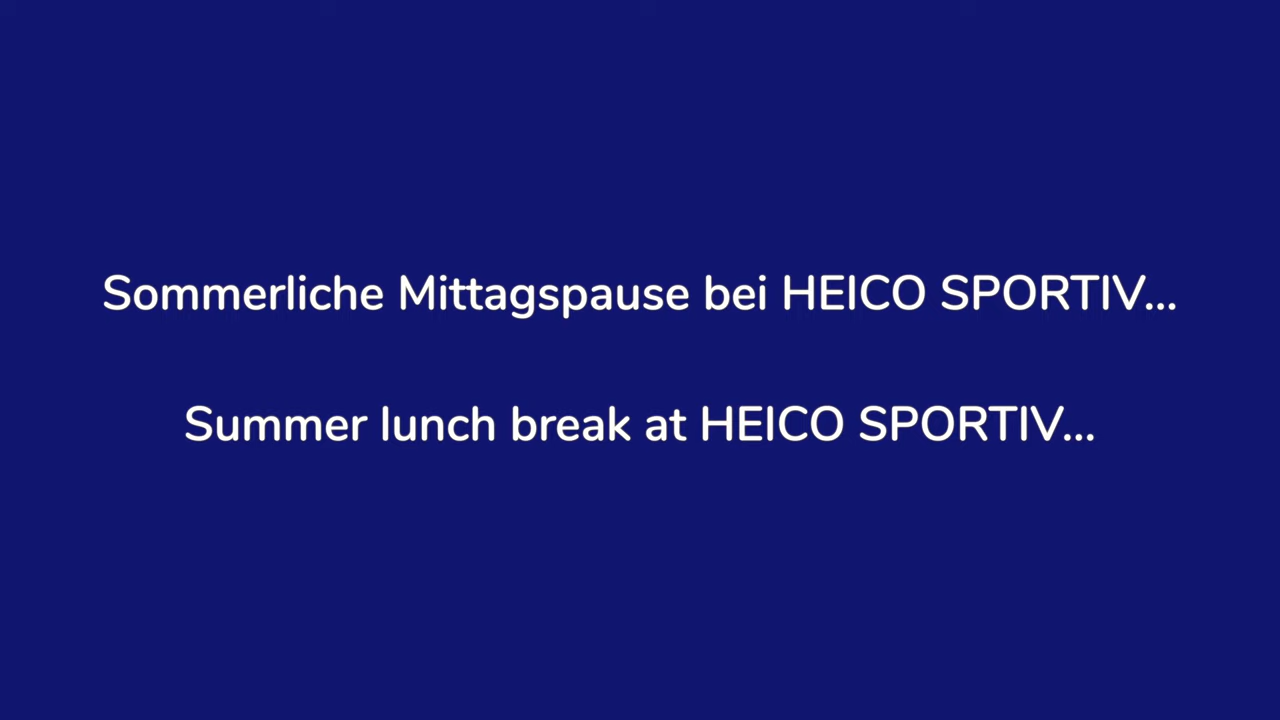 Sommerliche Mittagspause bei HEICO SPORTIV...
Summer lunch break at HEICO SPORTIV...